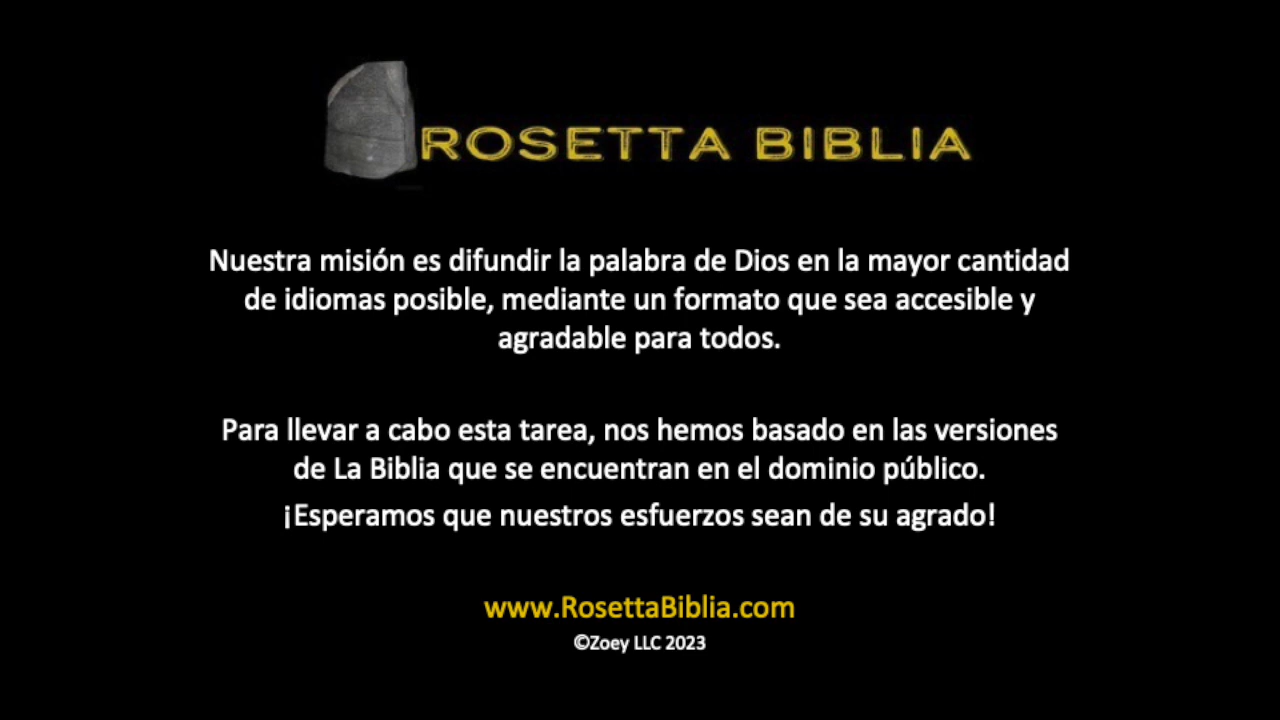 ROSETTA BIBLIA
Nuestra misión es difundir la palabra de Dios en la mayor cantidad
de idiomas posible, mediante un formato que sea accesible y
agradable para todos.
Para llevar a cabo esta tarea, nos hemos basado en las versiones
de La Biblia que se encuentran en el dominio público.
¡Esperamos que nuestros esfuerzos sean de su agrado!
www.RosettaBiblia.com
©Zoey LLC 2023